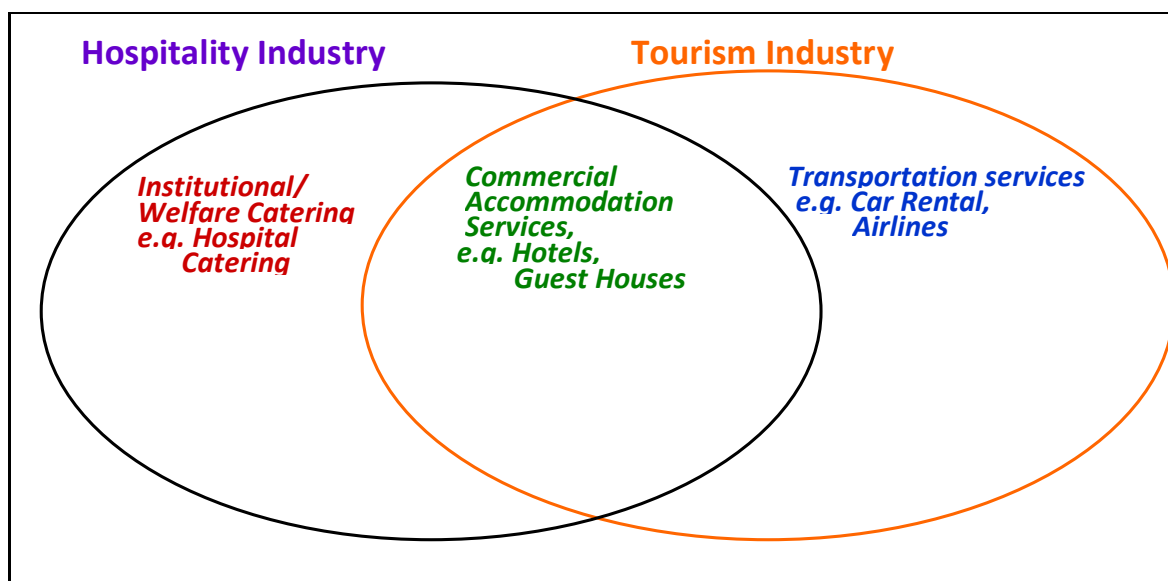 Hospitality Industry
Tourism Industry
Institutional/
Welfare Catering
e.g. Hospital
Catering
Commercial
Accommodation
Services,
e.g. Hotels,
Guest Houses
Transportation services
e.g. Car Rental,
Airlines